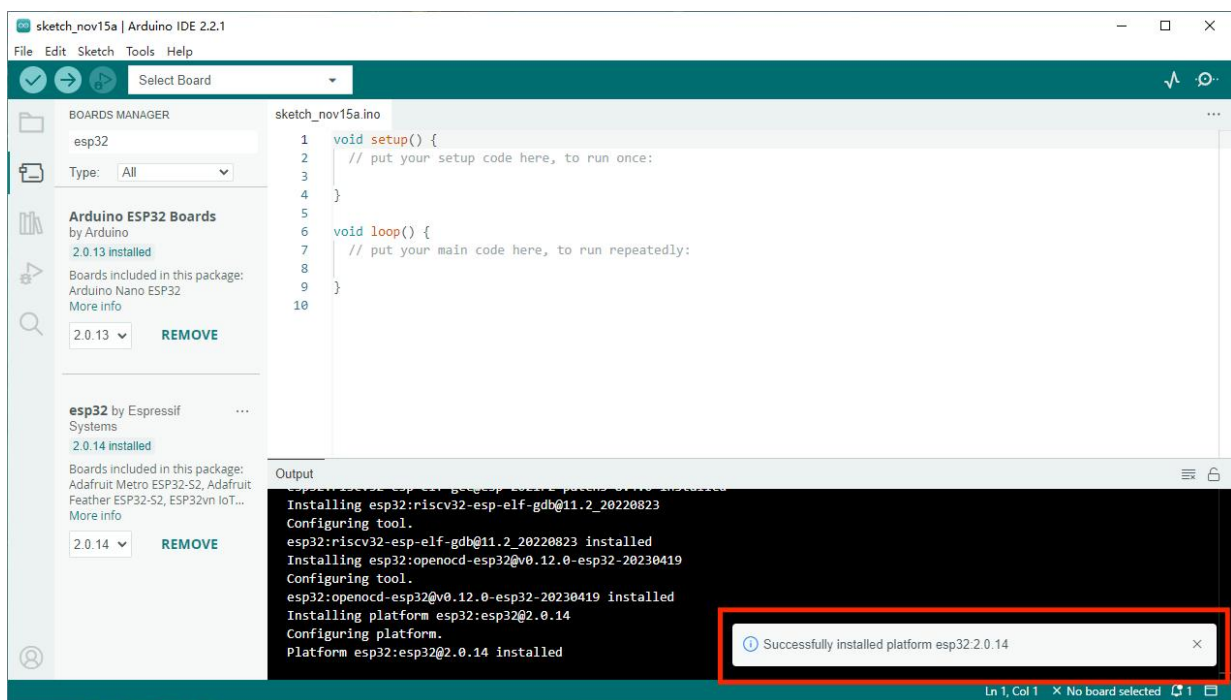 sketch_nov15a | Arduino IDE 2.2.1
File Edit Sketch Tools Help
Select Board
BOARDS MANAGER
esp32
Type: All
Arduino ESP32 Boards
by Arduino
2.0.13 installed
Boards included in this package:
Arduino Nano ESP32
More info
2.0.13 REMOVE
esp32 by Espressif
Systems
2.0.14 installed
Boards included in this package:
Adafruit Metro ESP32-S2, Adafruit
Feather ESP32-S2, ESP32vn IoT...
More info
2.0.14 REMOVE
sketch_nov15a.ino
1 void setup() {
2 // put your setup code here, to run once:
3
4 }
5
6 void loop() {
7 // put your main code here, to run repeatedly:
8
9 }
10
Output
Installing esp32:riscv32-esp-elf-gdb@11.2_20220823
Configuring tool.
esp32:riscv32-esp-elf-gdb@11.2_20220823 installed
Installing esp32:openocd-esp32@v0.12.0-esp32-20230419
Configuring tool.
esp32:openocd-esp32@v0.12.0-esp32-20230419 installed
Installing platform esp32:esp32@2.0.14
Configuring platform.
Platform esp32:esp32@2.0.14 installed
Successfully installed platform esp32:2.0.14
Ln 1, Col 1 × No board selected 1